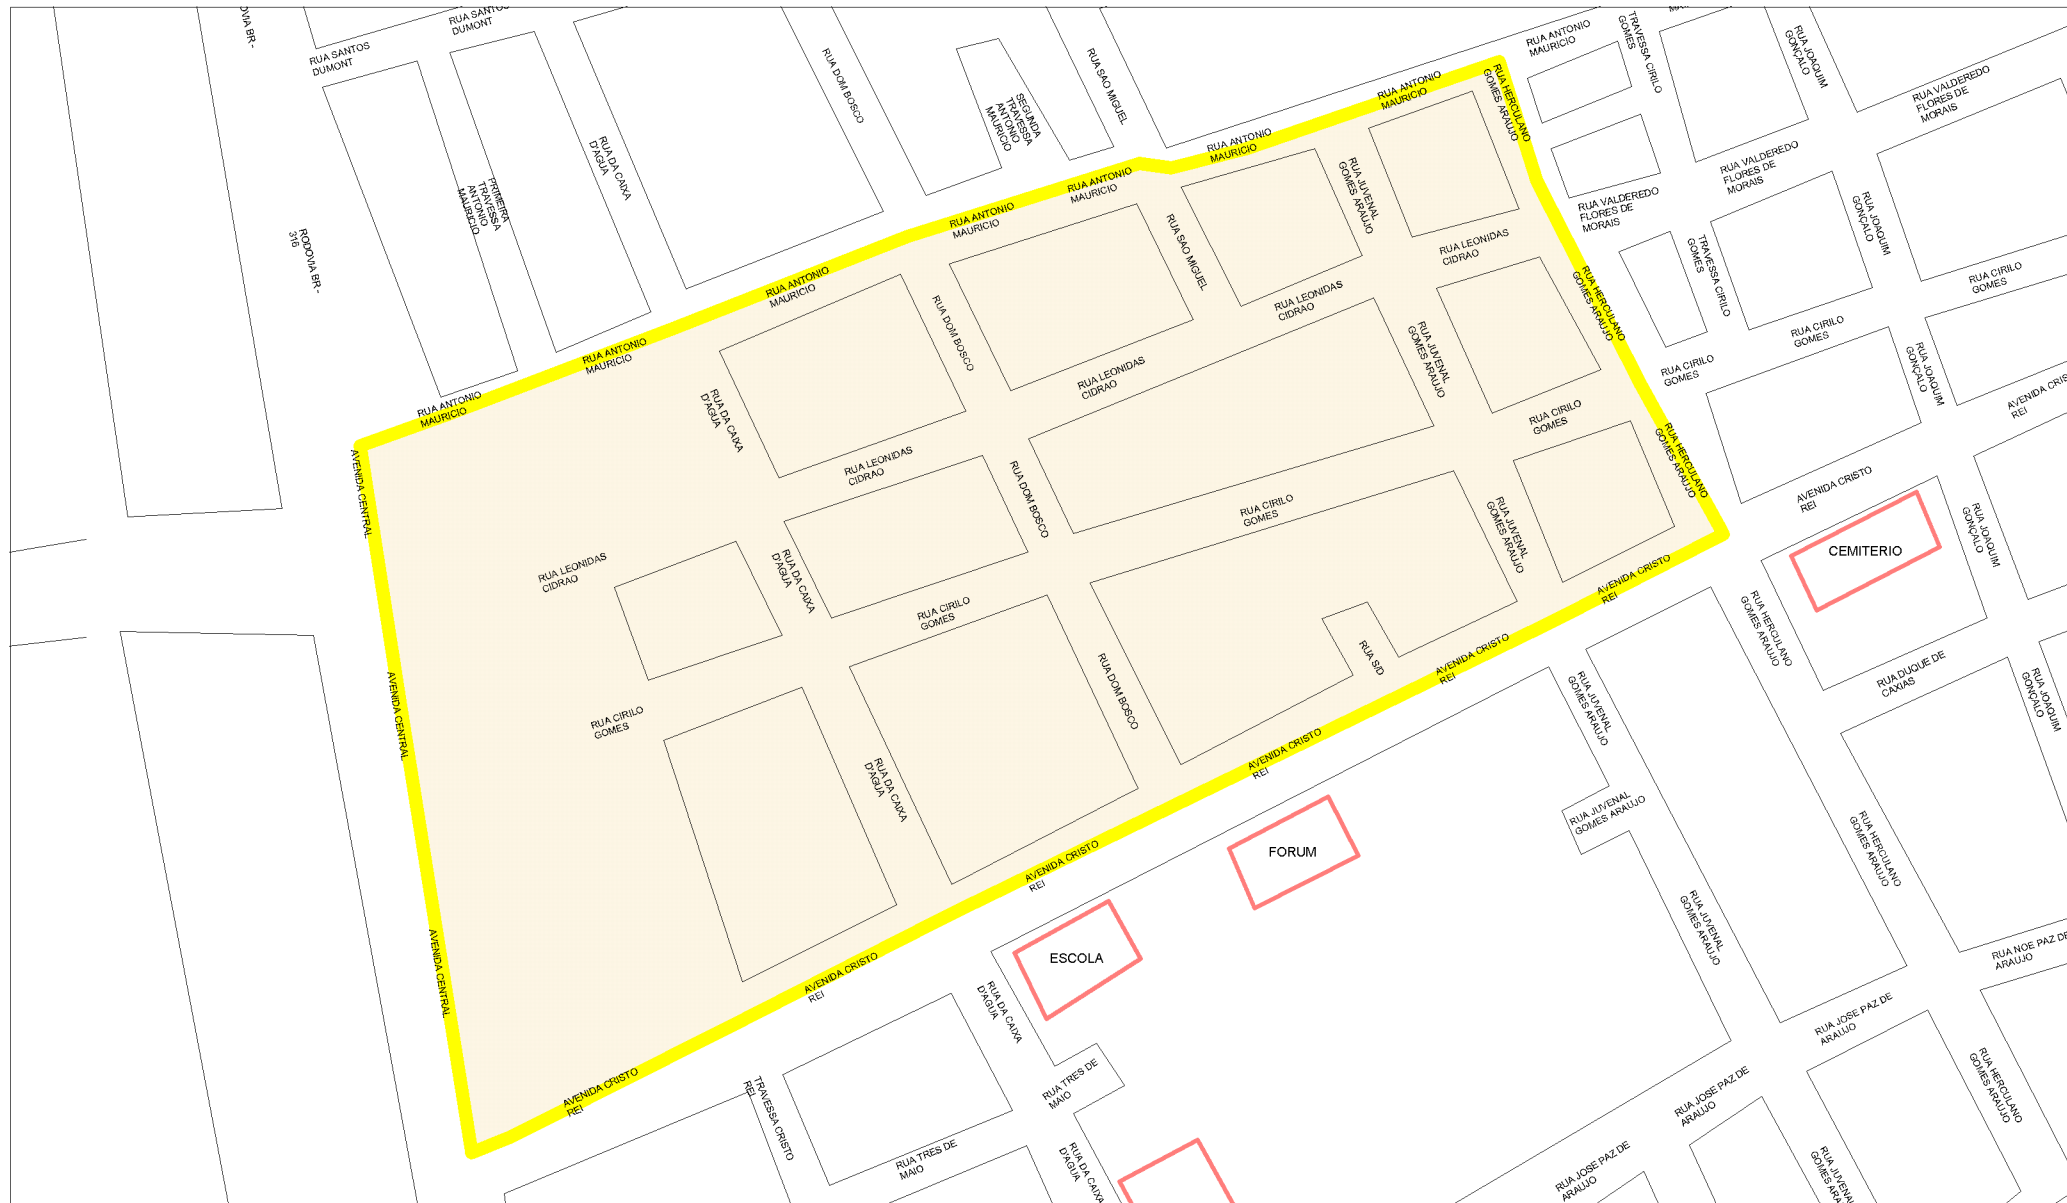 DOVIA BR -
RUA SANTOS
DUMONT
RUA SANTOS
DUMONT
RUA DOM BOSCO
SEGUNDA
TRAVESSA
ANTONIO
MAURICIO
RUA SAO MIGUEL
RUA ANTONIO
MAURICIO
TRAVESSA CIRILO
GOMES
RUA JOAQUIM
GONÇALO
RUA VALDEREDO
FLORES DE
MORAIS
RODOVIA BR -
316
PRIMEIRA
TRAVESSA
ANTONIO
MAURICIO
RUA DA CAIXA
D'AGUA
RUA ANTONIO
MAURICIO
RUA HERCULANO
GOMES ARAUJO
RUA ANTONIO
MAURICIO
RUA ANTONIO
MAURICIO
RUA ANTONIO
MAURICIO
RUA ANTONIO
MAURICIO
RUA ANTONIO
MAURICIO
RUA ANTONIO
MAURICIO
RUA JUVENAL
GOMES ARAUJO
RUA SAO MIGUEL
RUA VALDEREDO
FLORES DE
MORAIS
RUA VALDEREDO
FLORES DE
MORAIS
RUA JOAQUIM
GONÇALO
TRAVESSA CIRILO
GOMES
RUA CIRILO
GOMES
RUA LEONIDAS
CIDRAO
RUA LEONIDAS
CIDRAO
RUA HERCULANO
GOMES ARAUJO
RUA DOM BOSCO
RUA JUVENAL
GOMES ARAUJO
RUA CIRILO
GOMES
RUA CIRILO
GOMES
RUA JOAQUIM
GONÇALO
AVENIDA CRIS
REI
RUA LEONIDAS
CIDRAO
RUA DA CAIXA
D'AGUA
RUA CIRILO
GOMES
RUA HERCULANO
GOMES ARAUJO
AVENIDA CENTRAL
RUA LEONIDAS
CIDRAO
RUA DOM BOSCO
RUA CIRILO
GOMES
RUA JUVENAL
GOMES ARAUJO
AVENIDA CRISTO
REI
CEMITERIO
RUA JOAQUIM
GONÇALO
RUA LEONIDAS
CIDRAO
RUA DA CAIXA
D'AGUA
RUA CIRILO
GOMES
AVENIDA CRISTO
REI
RUA HERCULANO
GOMES ARAUJO
RUA DUQUE DE
CAXIAS
RUA JOAQUIM
GONÇALO
AVENIDA CENTRAL
RUA CIRILO
GOMES
RUA DOM BOSCO
RUA S/D
AVENIDA CRISTO
REI
RUA JUVENAL
GOMES ARAUJO
AVENIDA CRISTO
REI
RUA DA CAIXA
D'AGUA
FORUM
RUA JUVENAL
GOMES ARAUJO
RUA HERCULANO
GOMES ARAUJO
AVENIDA CRISTO
REI
RUA JUVENAL
GOMES ARAUJO
AVENIDA CENTRAL
AVENIDA CRISTO
REI
ESCOLA
RUA NOE PAZ DE
ARAUJO
RUA DA CAIXA
D'AGUA
RUA JOSE PAZ DE
ARAUJO
AVENIDA CRISTO
REI
TRAVESSA CRISTO
REI
RUA TRES DE
MAIO
RUA JOSE PAZ DE
ARAUJO
RUA HERCULANO
GOMES ARAUJO
RUA TRES DE
MAIO
RUA DA CAIXA
D'AGUA
RUA JOSE PAZ DE
ARAUJO
RUA JUVENAL
GOMES ARA